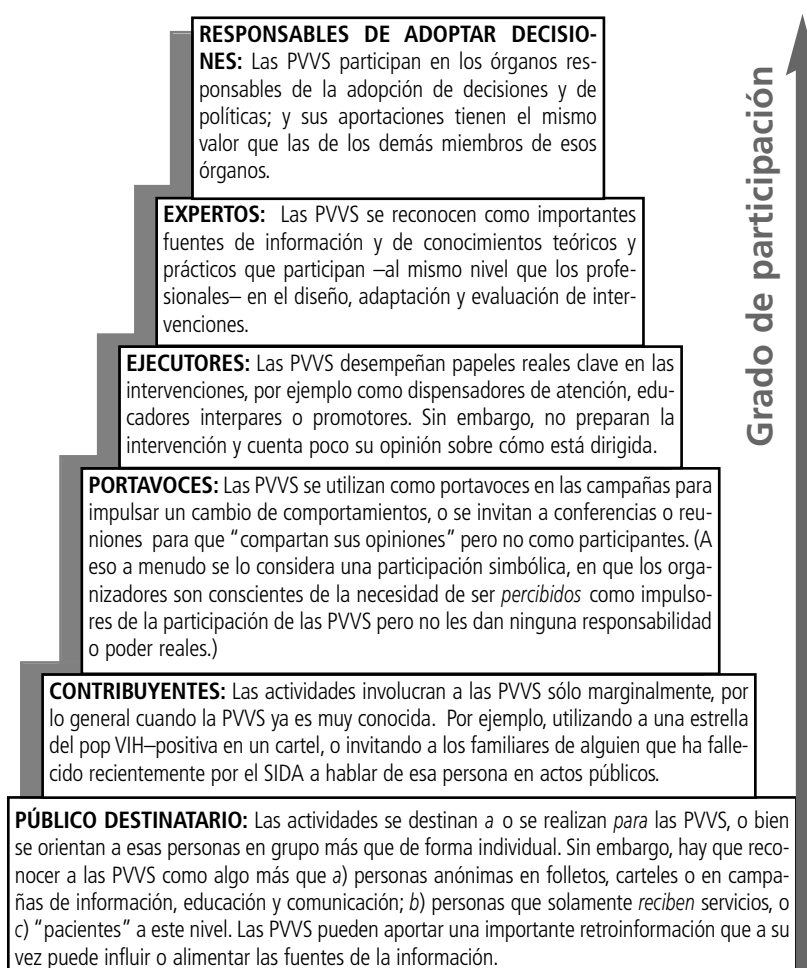 RESPONSABLES DE ADOPTAR DECISIO-
NES: Las PVVS participan en los órganos res-
ponsables de la adopción de decisiones y de
políticas; y sus aportaciones tienen el mismo
valor que las de los demás miembros de esos
órganos.
EXPERTOS: Las PVVS se reconocen como importantes
fuentes de información y de conocimientos teóricos y
prácticos que participan –al mismo nivel que los profe-
sionales– en el diseño, adaptación y evaluación de inter-
venciones.
EJECUTORES: Las PVVS desempeñan papeles reales clave en las
intervenciones, por ejemplo como dispensadores de atención, edu-
cadores interpares o promotores. Sin embargo, no preparan la
intervención y cuenta poco su opinión sobre cómo está dirigida.
PORTAVOCES: Las PVVS se utilizan como portavoces en las campañas para
impulsar un cambio de comportamientos, o se invitan a conferencias o reu-
niones para que "compartan sus opiniones" pero no como participantes. (A
eso a menudo se lo considera una participación simbólica, en que los orga-
nizadores son conscientes de la necesidad de ser percibidos como impulso-
res de la participación de las PVVS pero no les dan ninguna responsabilidad
o poder reales.)
CONTRIBUYENTES: Las actividades involucran a las PVVS sólo marginalmente, por
lo general cuando la PVVS ya es muy conocida. Por ejemplo, utilizando a una estrella
del pop VIH–positiva en un cartel, o invitando a los familiares de alguien que ha falle-
cido recientemente por el SIDA a hablar de esa persona en actos públicos.
PÚBLICO DESTINATARIO: Las actividades se destinan a o se realizan para las PVVS, o bien
se orientan a esas personas en grupo más que de forma individual. Sin embargo, hay que reco-
nocer a las PVVS como algo más que a) personas anónimas en folletos, carteles o en campa-
ñas de información, educación y comunicación; b) personas que solamente reciben servicios, o
c) "pacientes" a este nivel. Las PVVS pueden aportar una importante retroinformación que a su
vez puede influir o alimentar las fuentes de la información.
Grado de participación